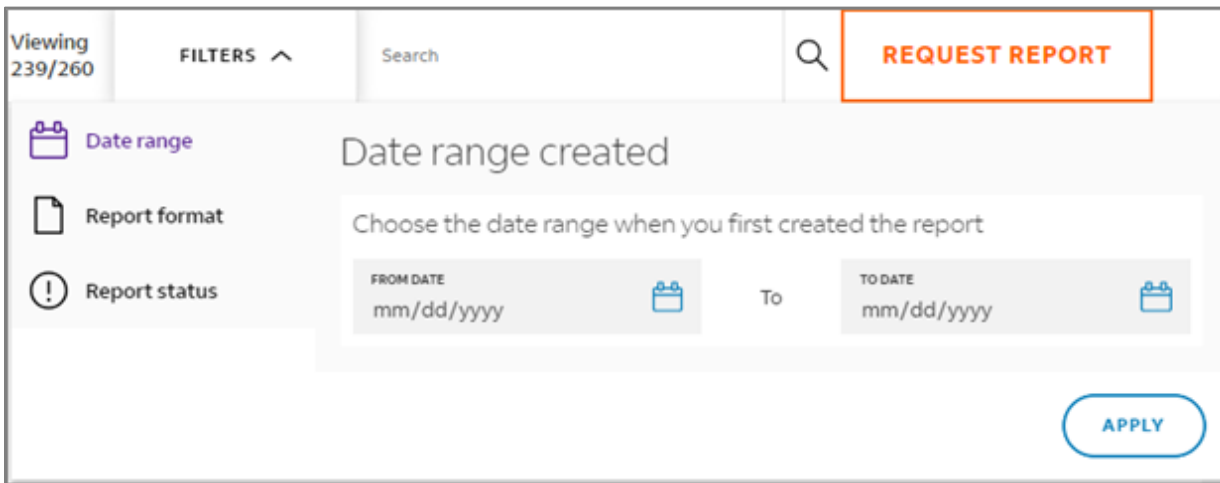 Viewing
239/260
FILTERS
Search
REQUEST REPORT
Date range
Report format
Report status
Date range created
Choose the date range when you first created the report
FROM DATE
mm/dd/yyyy
To
TO DATE
mm/dd/yyyy
APPLY